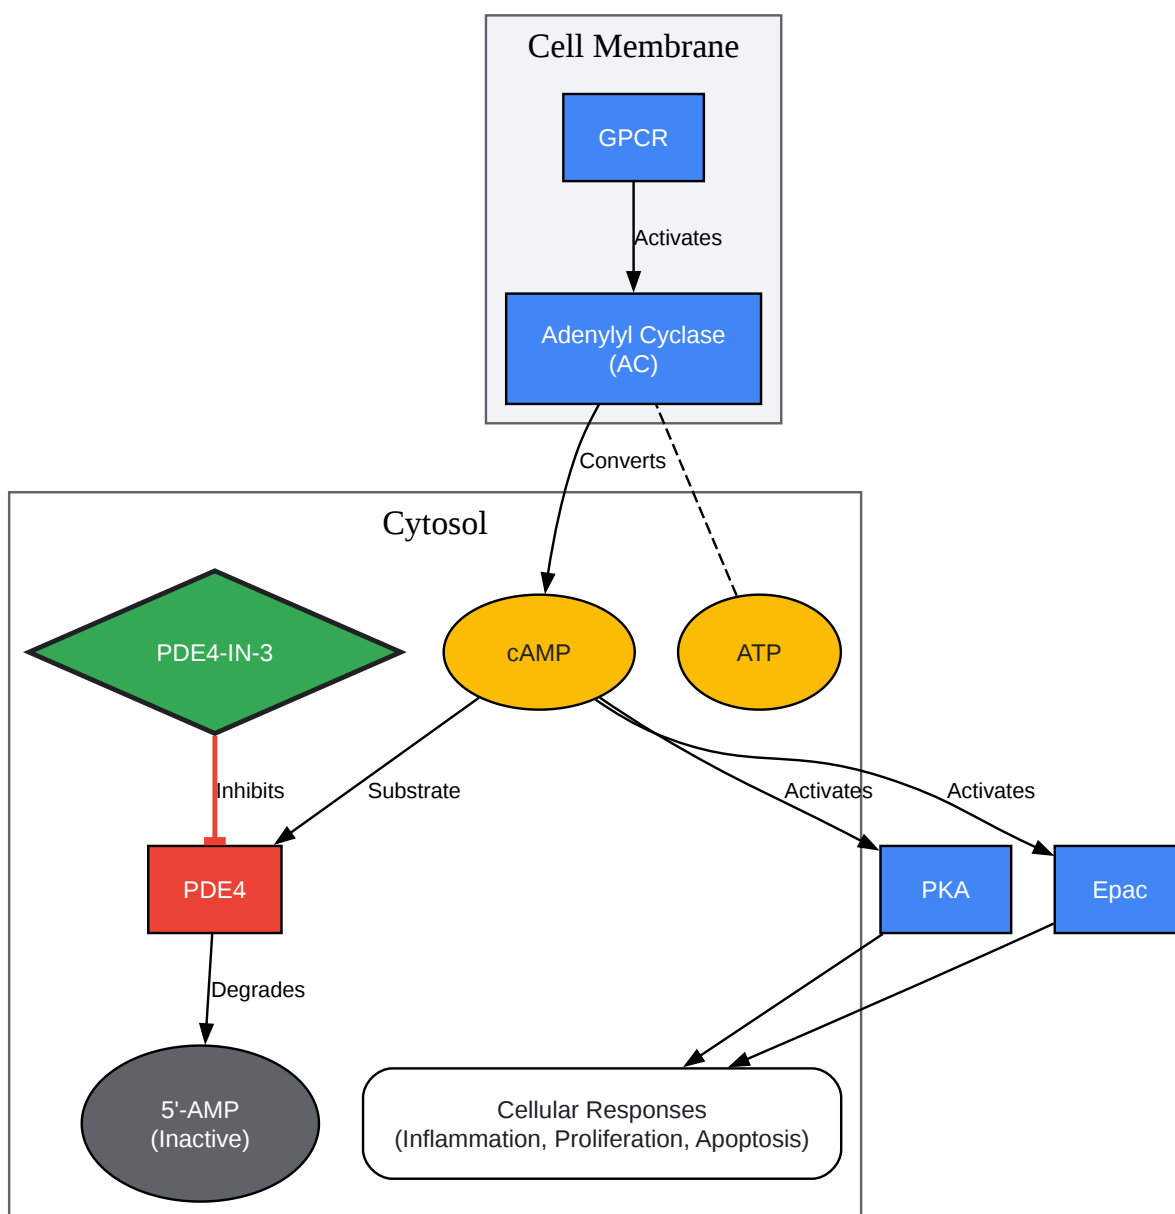 Cell Membrane
GPCR
Activates
Adenylyl Cyclase
(AC)
Converts
Cytosol
PDE4-IN-3
cAMP
ATP
Inhibits
Substrate
Activates
Activates
PDE4
PKA
Epac
Degrades
5'-AMP
(Inactive)
Cellular Responses
(Inflammation, Proliferation, Apoptosis)